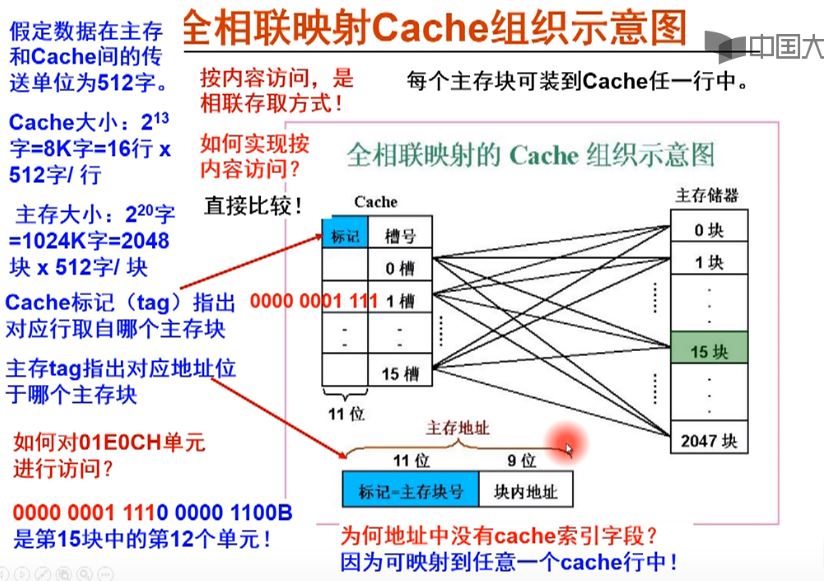 全相联映射Cache组织示意图
中国大
假定数据在主存
和Cache间的传
送单位为512字。
Cache大小：2¹³
字=8K字=16行 x
512字/ 行
主存大小：2²⁰字
=1024K字=2048
块 x 512字/ 块
Cache标记（tag）指出
对应行取自哪个主存块
主存tag指出对应地址位
于哪个主存块
如何对01E0CH单元
进行访问？
0000 0001 1110 0000 1100B
是第15块中的第12个单元！
按内容访问，是
相联存取方式！
如何实现按
内容访问？
直接比较！
每个主存块可装到Cache任一行中。
全相联映射的 Cache 组织示意图
Cache
标记 槽号
0 槽
0000 0001 111 1 槽
15 槽
11 位
主存储器
0 块
1 块
15 块
2047 块
主存地址
11 位 9 位
标记=主存块号 块内地址
为何地址中没有cache索引字段？
因为可映射到任意一个cache行中！